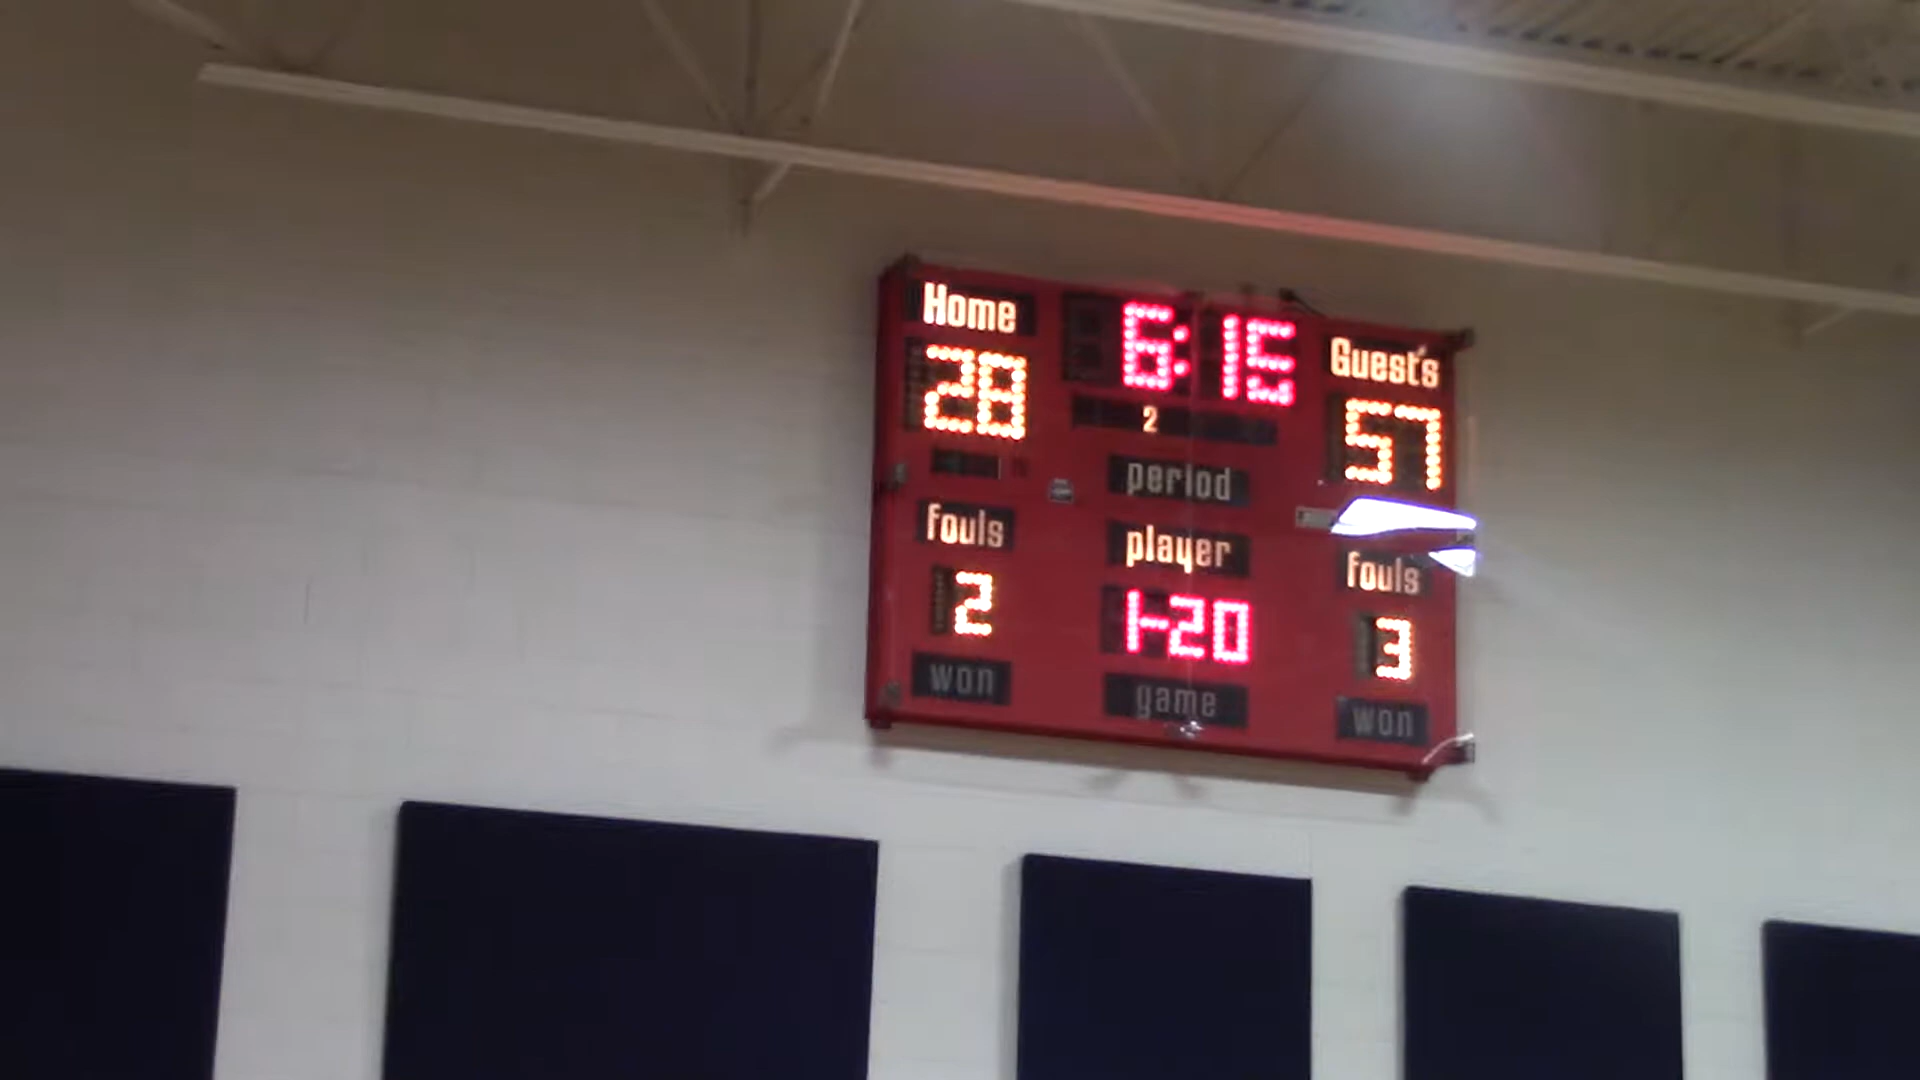 Home 6:15 Guests
28 2 57
period
fouls player fouls
2 1-20 3
won game won